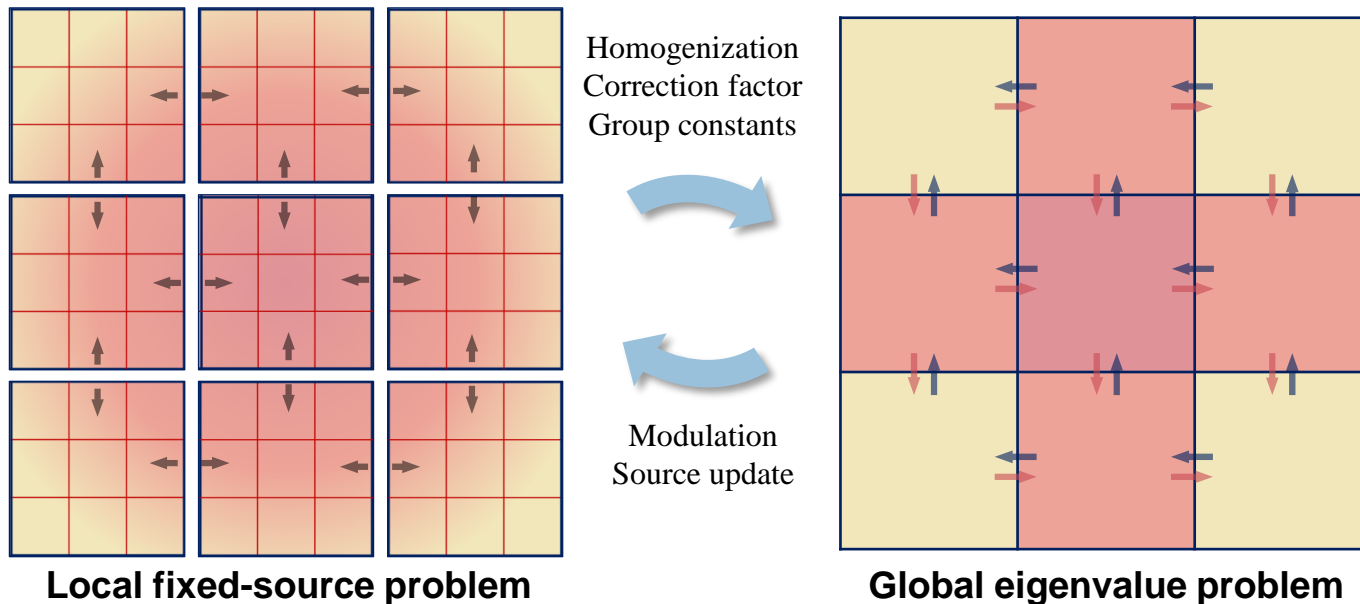 Homogenization
Correction factor
Group constants
Modulation
Source update
Local fixed-source problem
Global eigenvalue problem